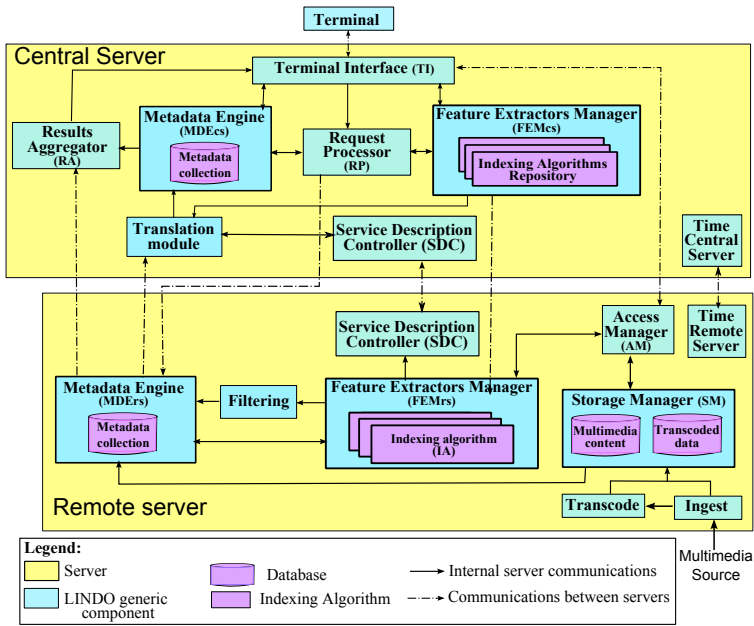 Terminal
Central Server
Terminal Interface (TI)
Metadata Engine
(MDEcs)
Metadata
collection
Feature Extractors Manager
(FEMcs)
Indexing Algorithms
Repository
Results
Aggregator
(RA)
Request
Processor
(RP)
Translation
module
Service Description
Controller (SDC)
Time
Central
Server
Service Description
Controller (SDC)
Access
Manager
(AM)
Time
Remote
Server
Metadata Engine
(MDErs)
Metadata
collection
Filtering
Feature Extractors Manager
(FEMrs)
Indexing algorithm
(IA)
Storage Manager (SM)
Multimedia
content
Transcoded
data
Remote server
Transcode
Ingest
Multimedia
Source
Legend:
Server
LINDO generic
component
Database
Indexing Algorithm
Internal server communications
Communications between servers